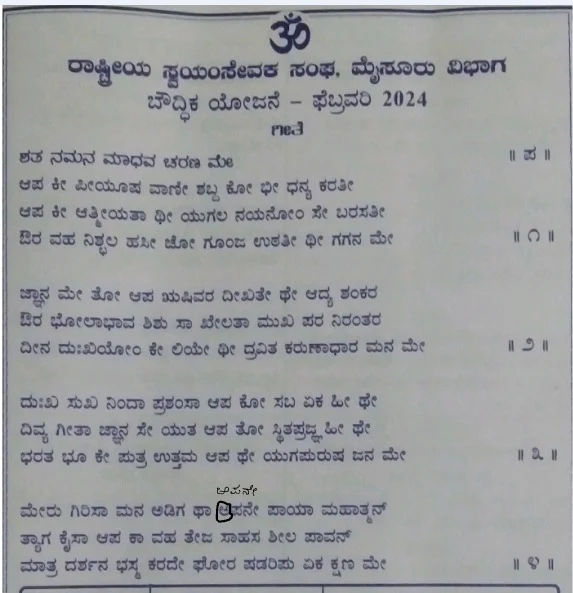 ॐ
ರಾಷ್ಟ್ರೀಯ ಸ್ವಯಂಸೇವಕ ಸಂಘ, ಮೈಸೂರು ವಿಭಾಗ
ಬೌದ್ಧಿಕ ಯೋಜನೆ – ಫೆಬ್ರವರಿ 2024
ಗೀತೆ
ಶತ ನಮನ ಮಾಧವ ಚರಣ ಮೇ ॥ ಪ ॥
ಆಪ ಕೀ ಪೀಯೂಷ ವಾಣೀ ಶಬ್ದ ಕೋ ಭೀ ಧನ್ಯ ಕರತೀ
ಆಪ ಕೀ ಆತ್ಮೀಯತಾ ಥೀ ಯುಗಲ ನಯನೋಂ ಸೇ ಬರಸತೀ
ಔರ ವಹ ನಿಶ್ಛಲ ಹಸೀ ಜೋ ಗೂಂಜ ಉಠತೀ ಥೀ ಗಗನ ಮೇ ॥ ೧ ॥
ಜ್ಞಾನ ಮೇ ತೋ ಆಪ ಋಷಿವರ ದೀಖತೇ ಥೇ ಆದ್ಯ ಶಂಕರ
ಔರ ಭೋಲಾಭಾವ ಶಿಶು ಸಾ ಖೇಲತಾ ಮುಖ ಪರ ನಿರಂತರ
ದೀನ ದುಃಖಿಯೋಂ ಕೇ ಲಿಯೇ ಥೀ ದ್ರವಿತ ಕರುಣಾಧಾರ ಮನ ಮೇ ॥ ೨ ॥
ದುಃಖ ಸುಖ ನಿಂದಾ ಪ್ರಶಂಸಾ ಆಪ ಕೋ ಸಬ ಏಕ ಹೀ ಥೇ
ದಿವ್ಯ ಗೀತಾ ಜ್ಞಾನ ಸೇ ಯುತ ಆಪ ತೋ ಸ್ಥಿತಪ್ರಜ್ಞ ಹೀ ಥೇ
ಭರತ ಭೂ ಕೇ ಪುತ್ರ ಉತ್ತಮ ಆಪ ಥೇ ಯುಗಪುರುಷ ಜನ ಮೇ ॥ ೩ ॥
ಆಪನೇ
ಮೇರು ಗಿರಿಸಾ ಮನ ಅಡಿಗ ಥಾ ಆಪನೇ ಪಾಯಾ ಮಹಾತ್ಮನ್
ತ್ಯಾಗ ಕೈಸಾ ಆಪ ಕಾ ವಹ ತೇಜ ಸಾಹಸ ಶೀಲ ಪಾವನ್
ಮಾತ್ರ ದರ್ಶನ ಭಸ್ಮ ಕರದೇ ಘೋರ ಷಡರಿಪು ಏಕ ಕ್ಷಣ ಮೇ ॥ ೪ ॥